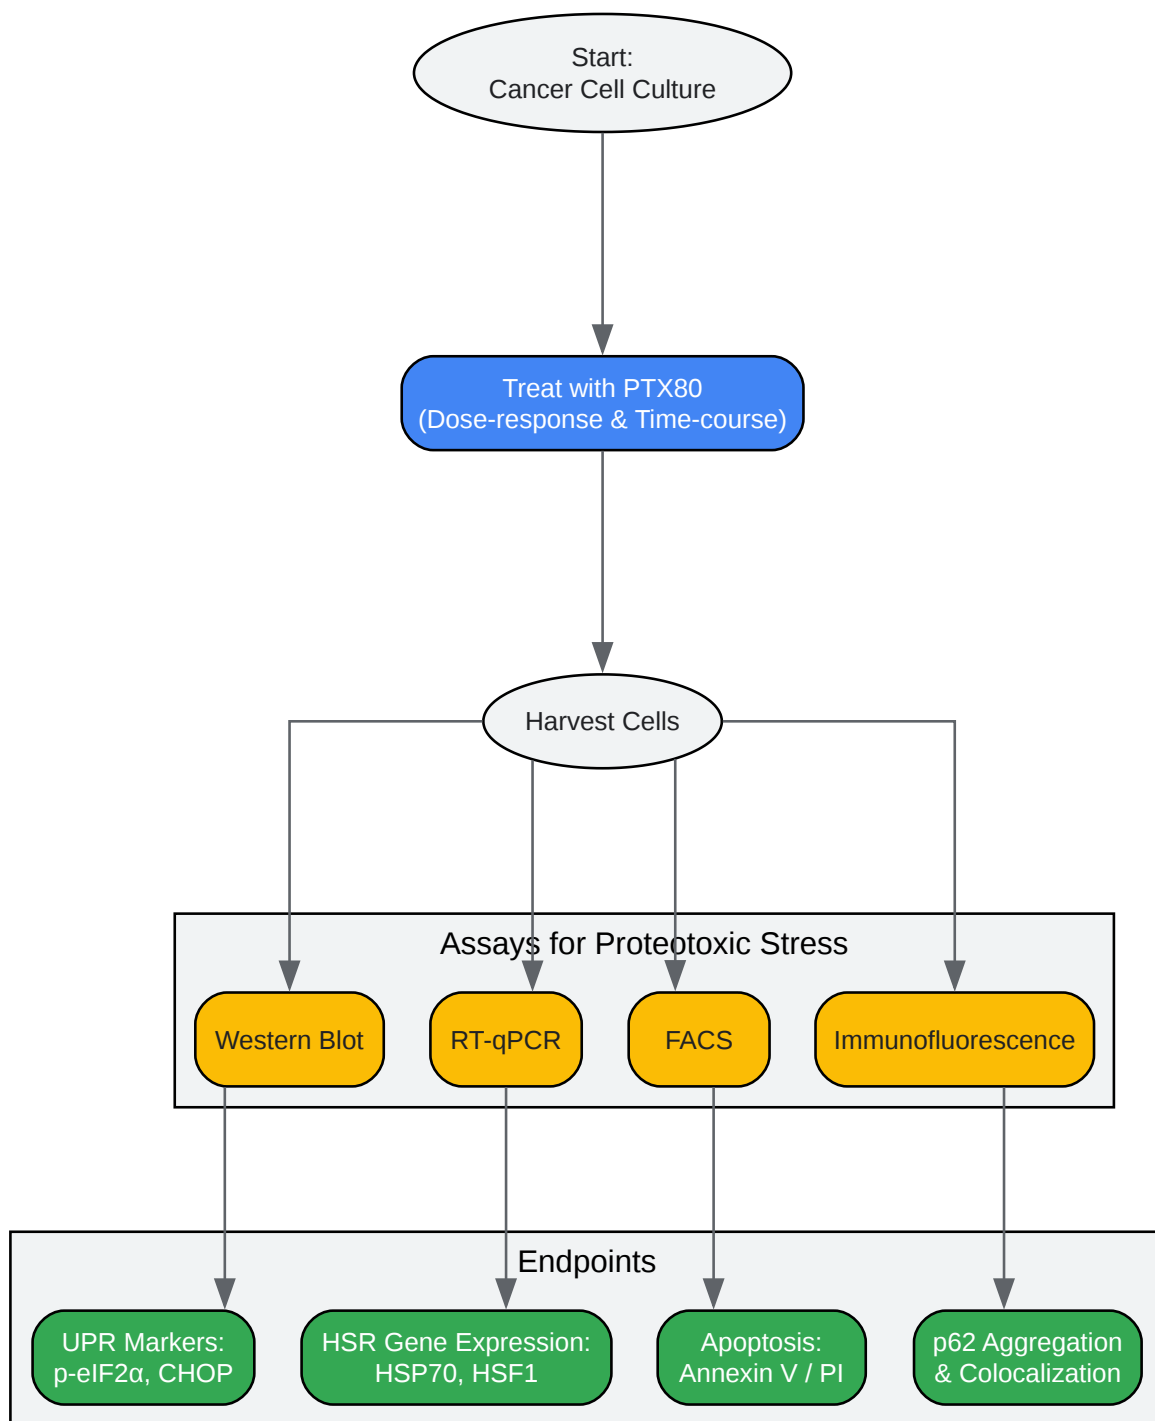 Start:
Cancer Cell Culture
Treat with PTX80
(Dose-response & Time-course)
Harvest Cells
Assays for Proteotoxic Stress
Western Blot
RT-qPCR
FACS
Immunofluorescence
Endpoints
UPR Markers:
p-eIF2α, CHOP
HSR Gene Expression:
HSP70, HSF1
Apoptosis:
Annexin V / PI
p62 Aggregation
& Colocalization